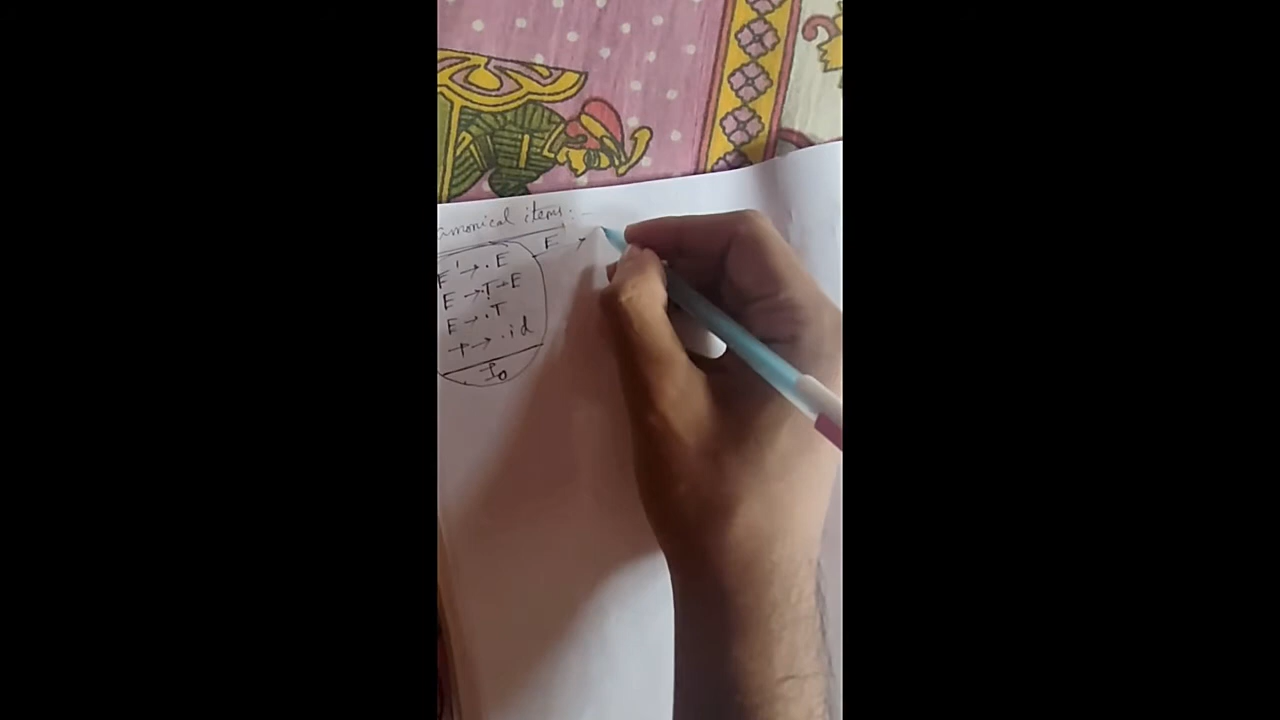 anonical items:-
E
E' → .E
E → .T+E
E → .T
T → .id
I0